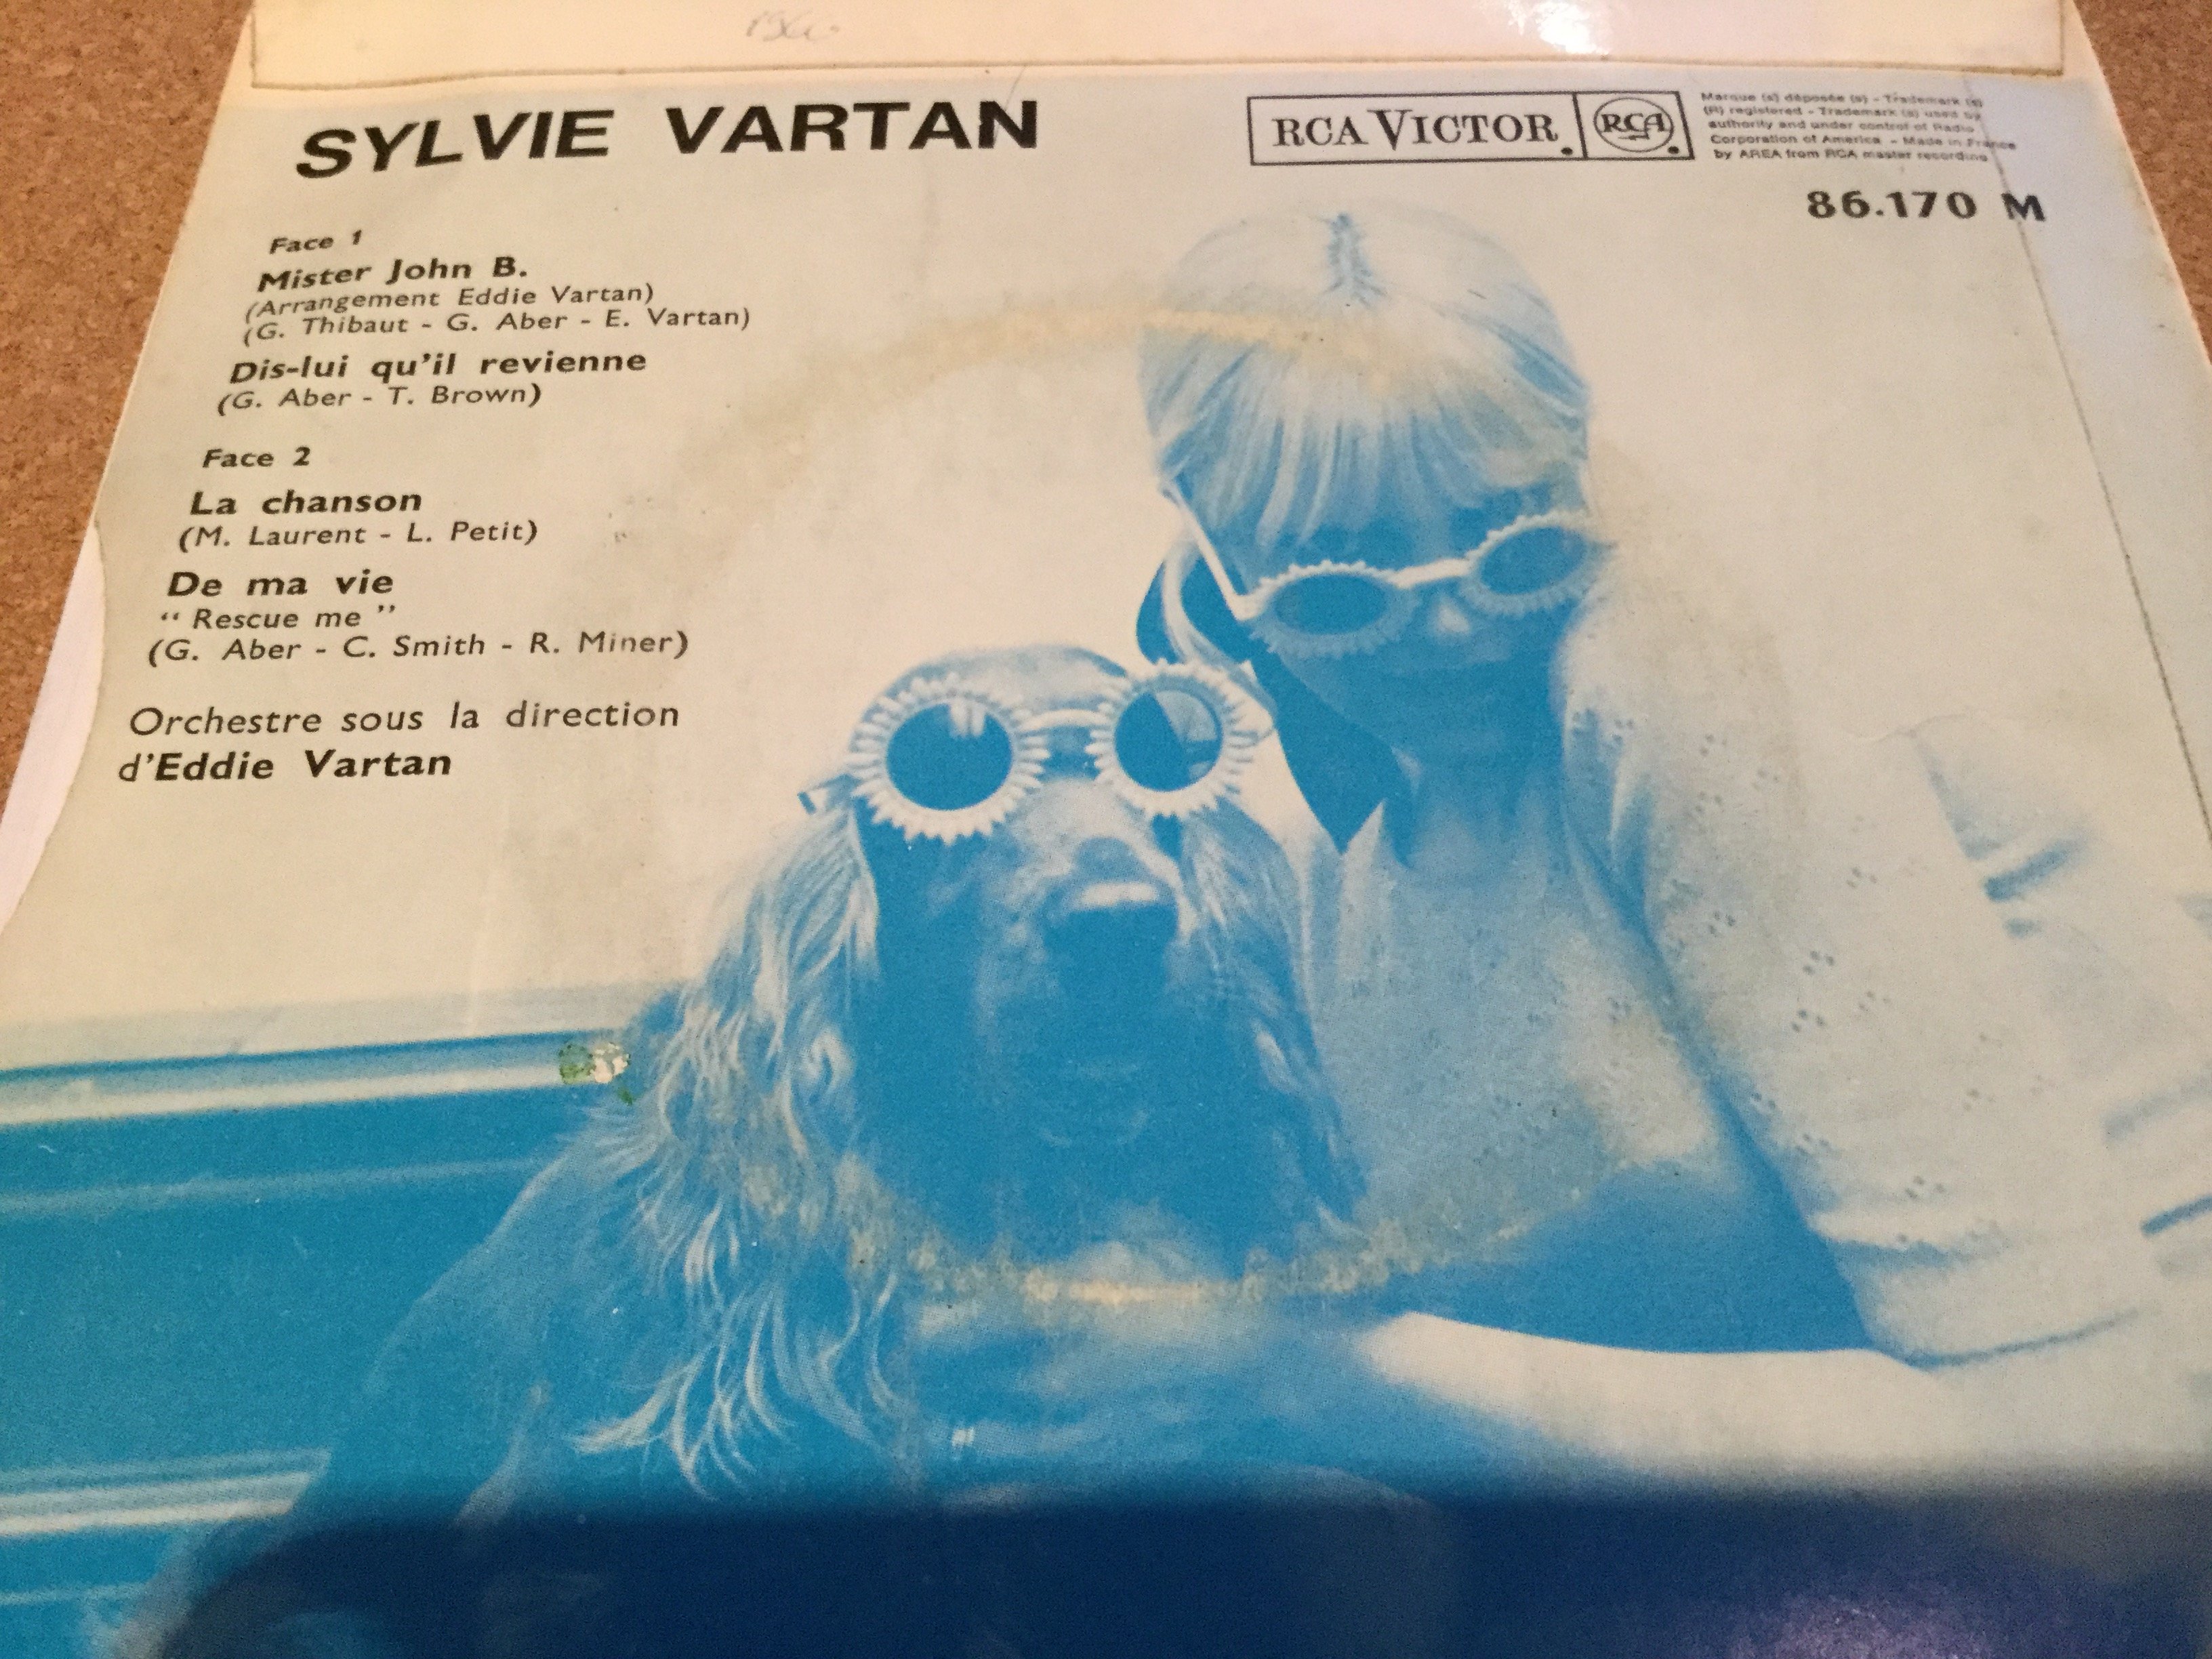 SYLVIE VARTAN
RCA VICTOR
RCA
Marque (s) déposée (s) - Trademark (s)
(R) registered - Trademark (s) used by
authority and under control of Radio
Corporation of America - Made in France
by AREA from RCA master recording
86.170 M
Face 1
Mister John B.
(Arrangement Eddie Vartan)
(G. Thibaut - G. Aber - E. Vartan)
Dis-lui qu'il revienne
(G. Aber - T. Brown)
Face 2
La chanson
(M. Laurent - L. Petit)
De ma vie
“ Rescue me ”
(G. Aber - C. Smith - R. Miner)
Orchestre sous la direction
d'Eddie Vartan